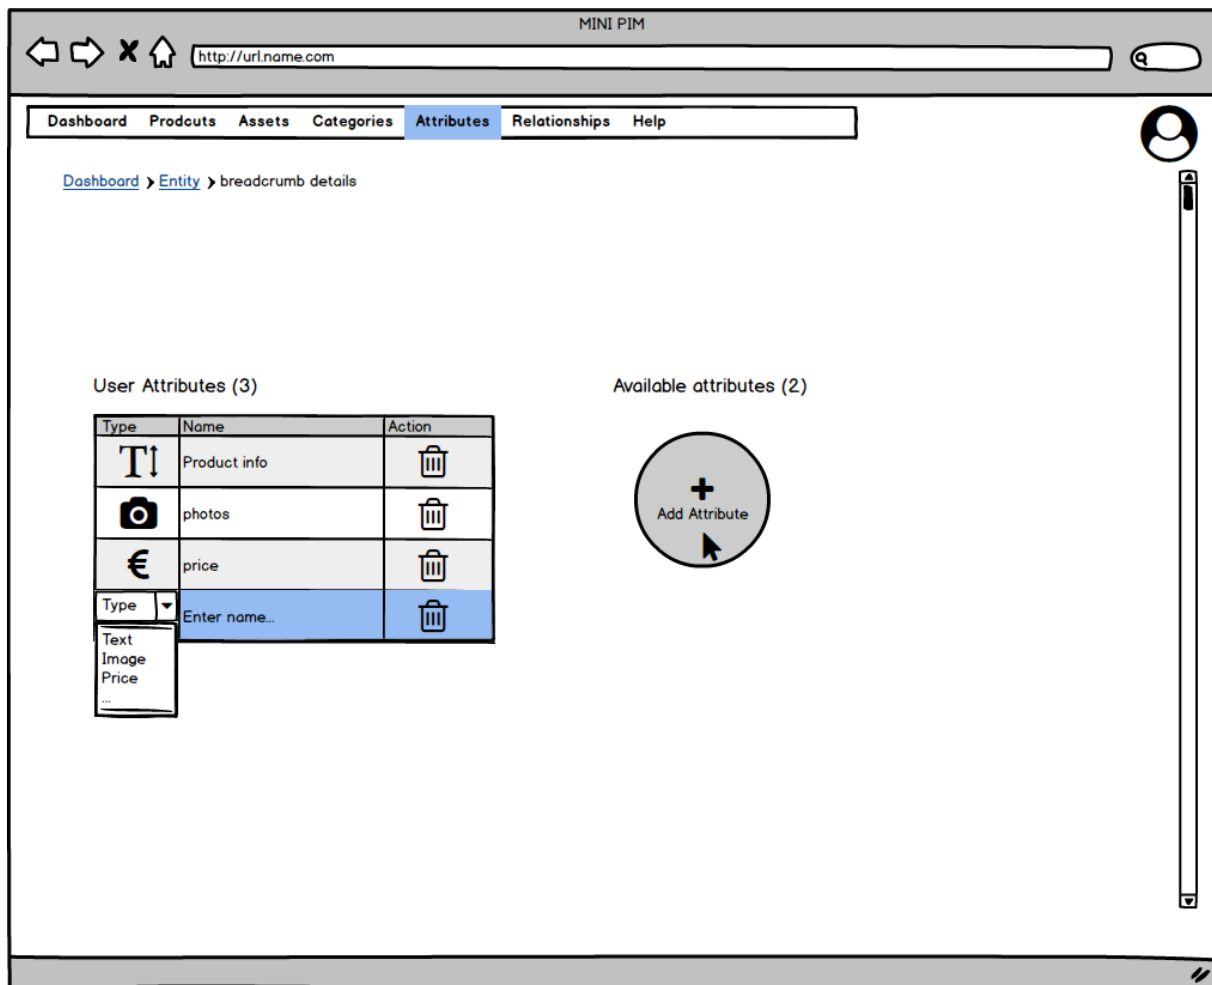 MINI PIM
http://url.name.com
Dashboard Prodcuts Assets Categories Attributes Relationships Help
Dashboard > Entity > breadcrumb details
User Attributes (3)
Available attributes (2)
Type Name Action
T Product info
photos
€ price
Type Enter name...
Text
Image
Price
...
Add Attribute